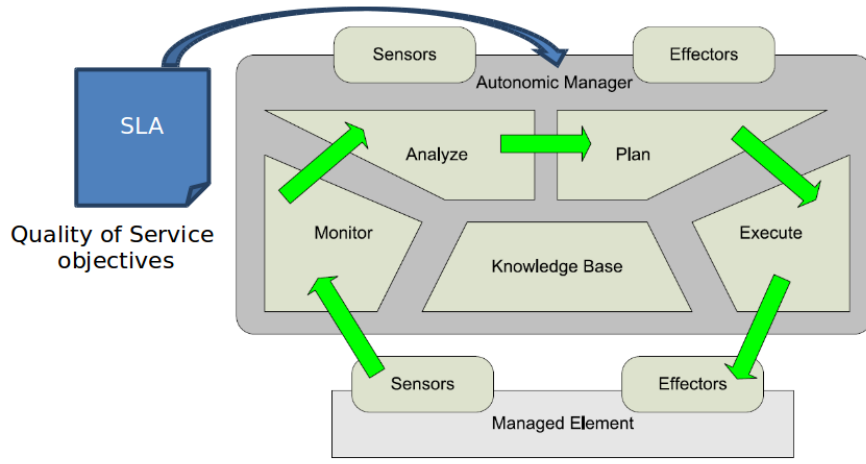 Sensors
Effectors
Autonomic Manager
SLA
Analyze
Plan
Quality of Service
objectives
Monitor
Execute
Knowledge Base
Sensors
Effectors
Managed Element